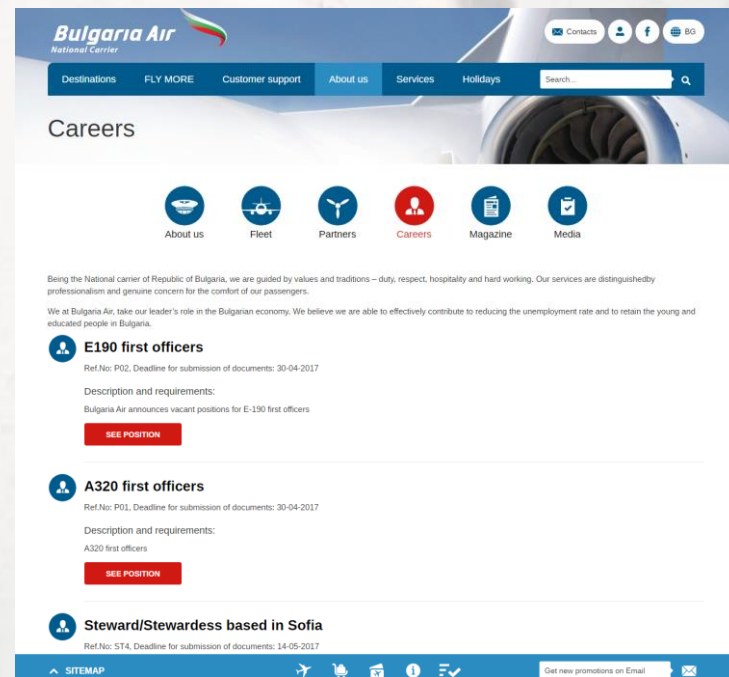 Bulgaria Air
National Carrier
Contacts
BG
Destinations FLY MORE Customer support About us Services Holidays Search...
Careers
About us Fleet Partners Careers Magazine Media
Being the National carrier of Republic of Bulgaria, we are guided by values and traditions – duty, respect, hospitality and hard working. Our services are distinguishedby
professionalism and genuine concern for the comfort of our passengers.
We at Bulgaria Air, take our leader's role in the Bulgarian economy. We believe we are able to effectively contribute to reducing the unemployment rate and to retain the young and
educated people in Bulgaria.
E190 first officers
Ref.No: P02, Deadline for submission of documents: 30-04-2017
Description and requirements:
Bulgaria Air announces vacant positions for E-190 first officers
SEE POSITION
A320 first officers
Ref.No: P01, Deadline for submission of documents: 30-04-2017
Description and requirements:
A320 first officers
SEE POSITION
Steward/Stewardess based in Sofia
Ref.No: ST4, Deadline for submission of documents: 14-05-2017
SITEMAP Get new promotions on Email